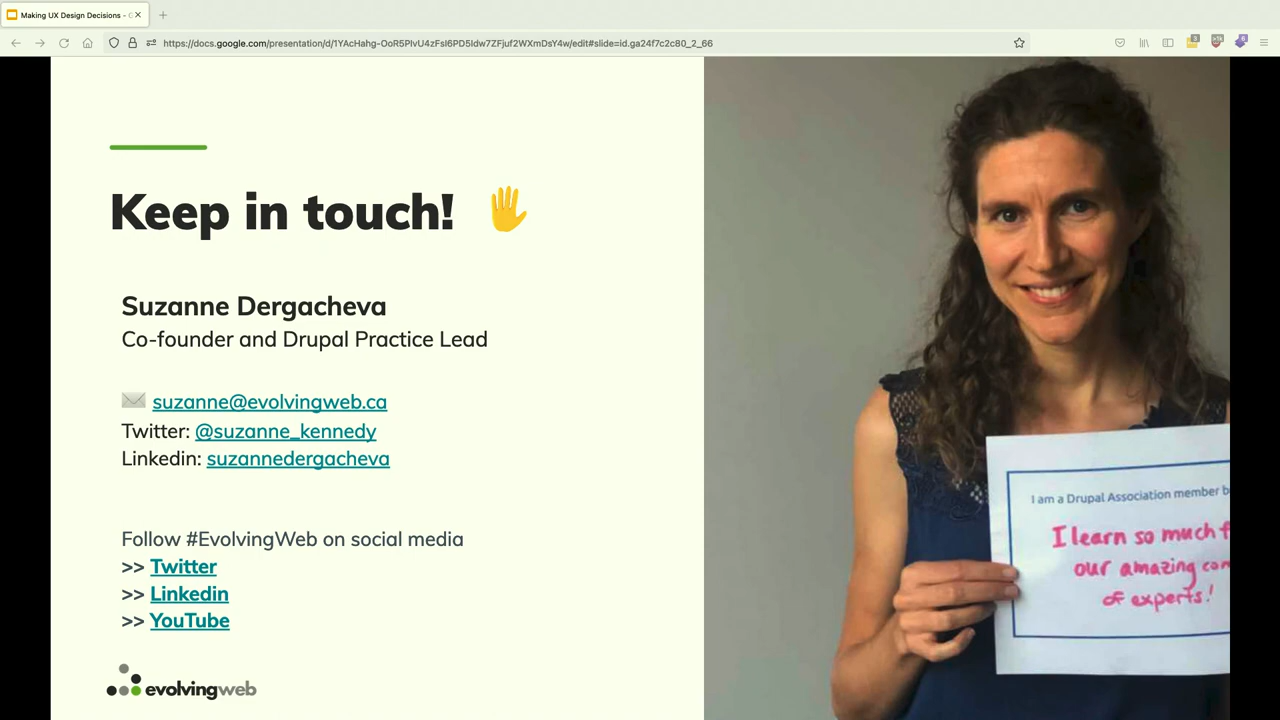 Making UX Design Decisions - G
https://docs.google.com/presentation/d/1YAcHahg-OoR5PIvU4zFsI6PD5Idw7ZFjuf2WXmDsY4w/edit#slide=id.ga24f7c2c80_2_66
Keep in touch! 🤚
Suzanne Dergacheva
Co-founder and Drupal Practice Lead
suzanne@evolvingweb.ca
Twitter: @suzanne_kennedy
Linkedin: suzannedergacheva
Follow #EvolvingWeb on social media
>> Twitter
>> Linkedin
>> YouTube
evolvingweb
I am a Drupal Association member b
I learn so much f
our amazing com
of experts!